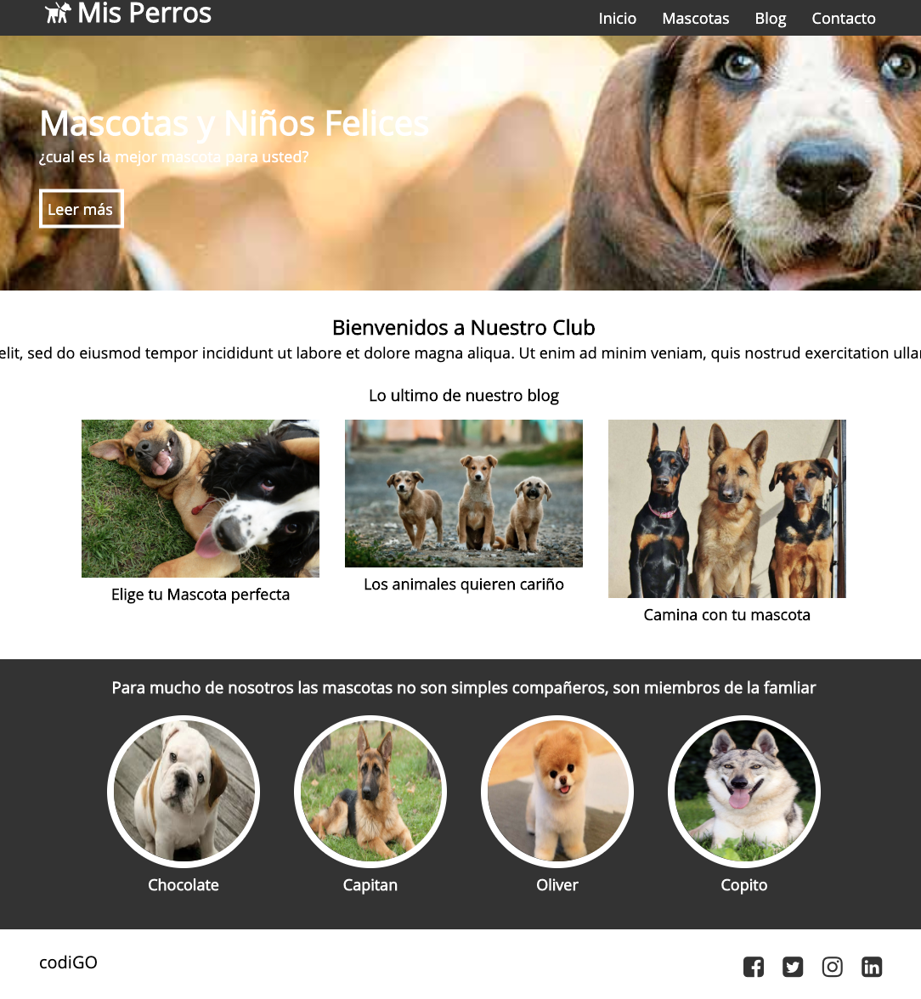 Mis Perros
Inicio Mascotas Blog Contacto
Mascotas y Niños Felices
¿cual es la mejor mascota para usted?
Leer más
Bienvenidos a Nuestro Club
elit, sed do eiusmod tempor incididunt ut labore et dolore magna aliqua. Ut enim ad minim veniam, quis nostrud exercitation
Lo ultimo de nuestro blog
Elige tu Mascota perfecta
Los animales quieren cariño
Camina con tu mascota
Para mucho de nosotros las mascotas no son simples compañeros, son miembros de la famliar
Chocolate
Capitan
Oliver
Copito
codiGO